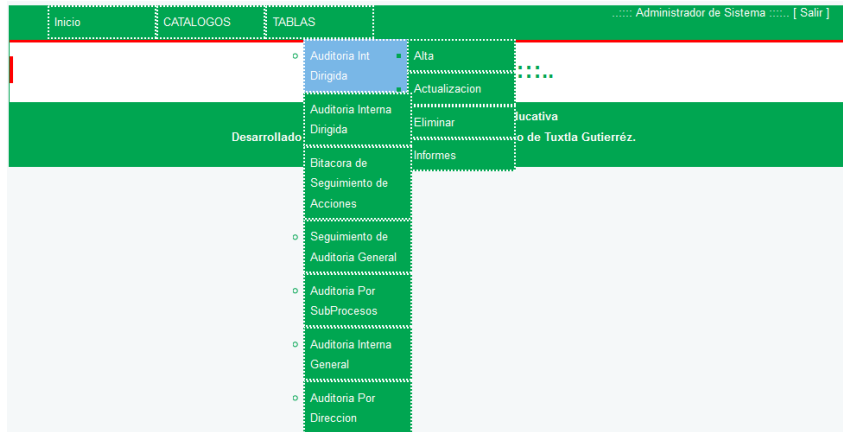 Inicio
CATALOGOS
TABLAS
..::::: Administrador de Sistema ::::... [ Salir ]
Auditoria Int
Dirigida
Alta
Actualizacion
Eliminar
Informes
:::..
ucativa
Desarrollado
o de Tuxtla Gutierréz.
Auditoria Interna
Dirigida
Bitacora de
Seguimiento de
Acciones
Seguimiento de
Auditoria General
Auditoria Por
SubProcesos
Auditoria Interna
General
Auditoria Por
Direccion